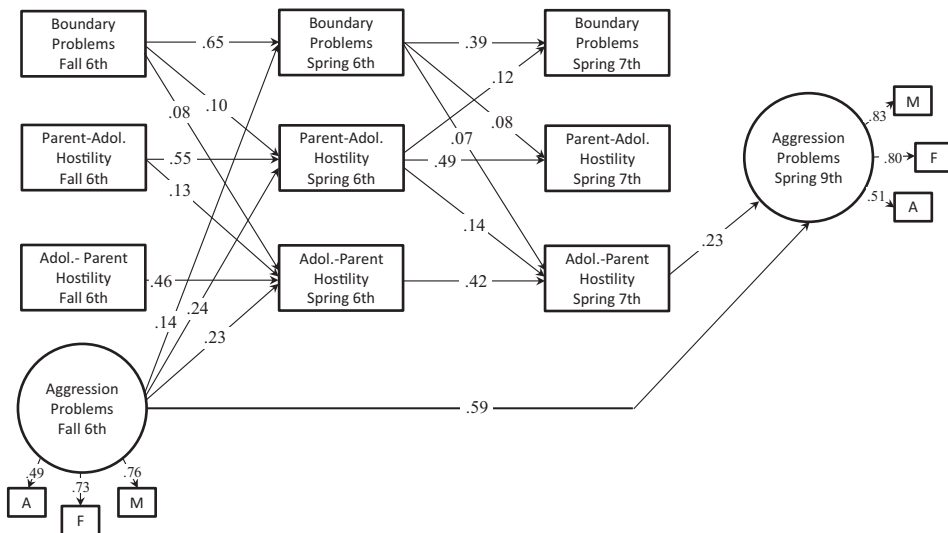 Boundary
Problems
Fall 6th
.65
Boundary
Problems
Spring 6th
.39
Boundary
Problems
Spring 7th
.12
.10
.08
.08
.07
Parent-Adol.
Hostility
Fall 6th
.55
.13
Parent-Adol.
Hostility
Spring 6th
.49
.14
Parent-Adol.
Hostility
Spring 7th
Aggression
Problems
Spring 9th
.83
M
.80
F
.51
A
Adol.- Parent
Hostility
Fall 6th
.46
.24
.14
.23
Adol.-Parent
Hostility
Spring 6th
.42
Adol.-Parent
Hostility
Spring 7th
.23
Aggression
Problems
Fall 6th
.59
.49
.73
.76
A
F
M